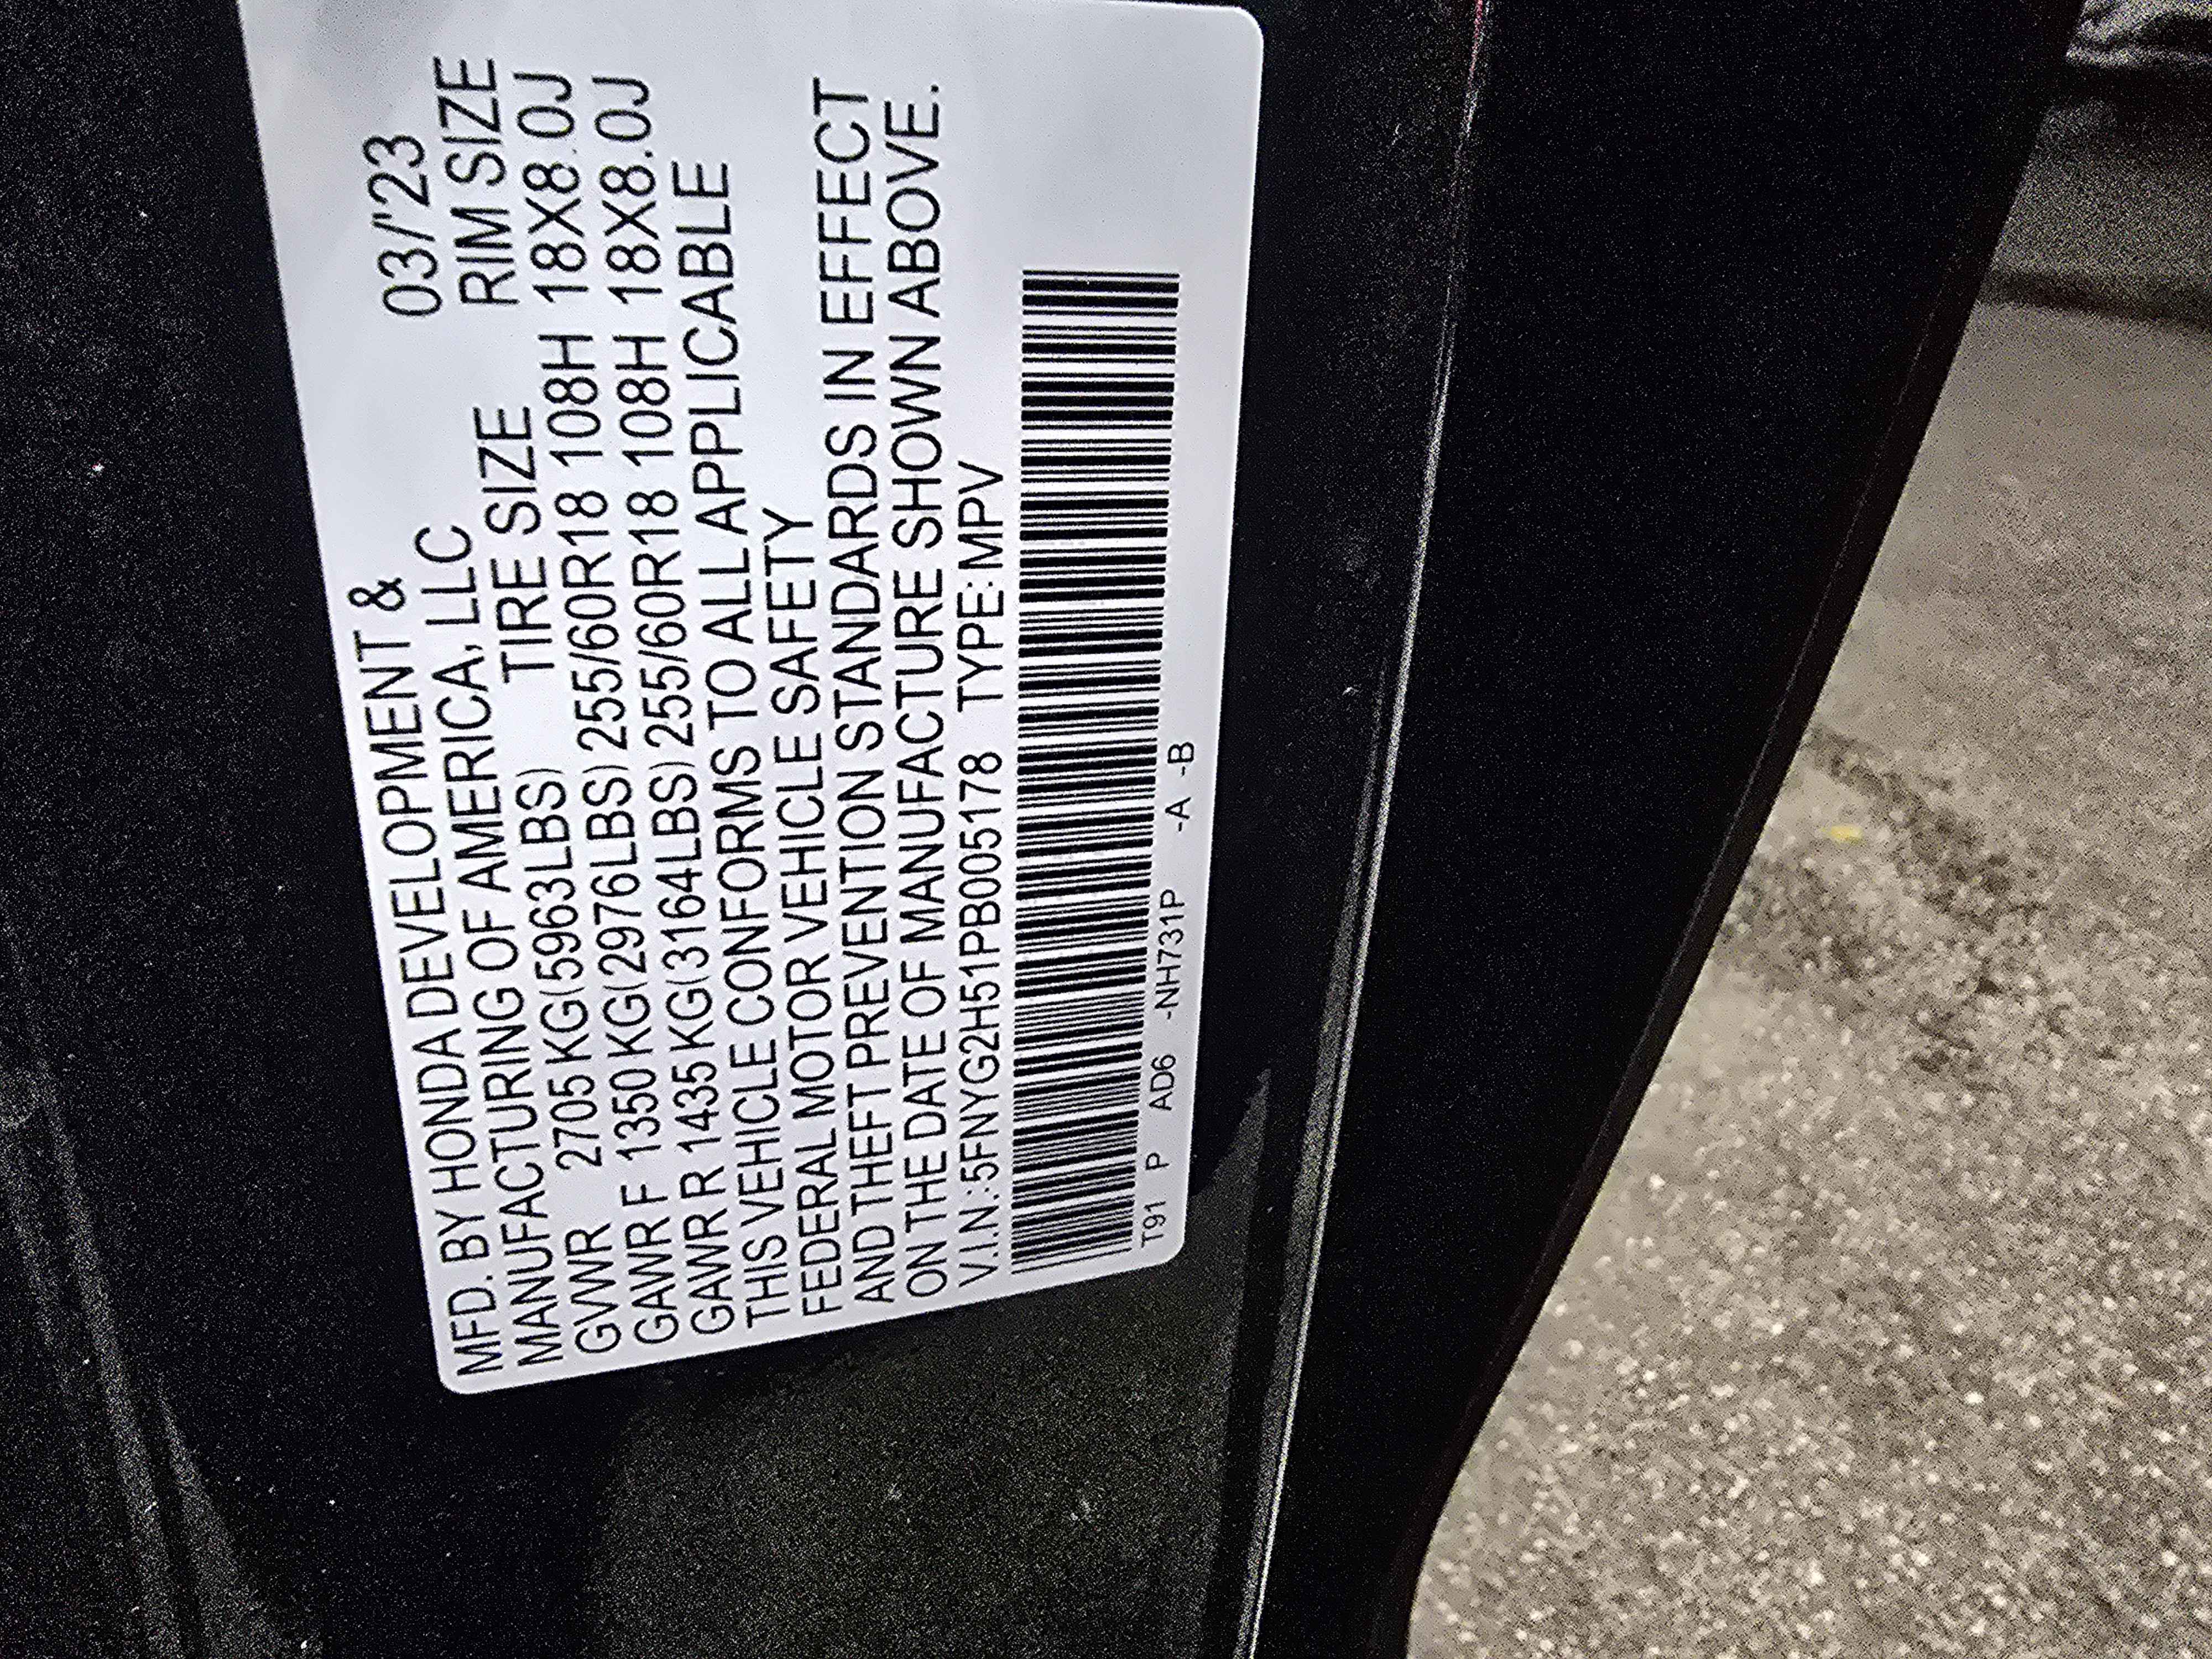 MFD. BY HONDA DEVELOPMENT &
MANUFACTURING OF AMERICA, LLC 03/'23
GVWR 2705 KG(5963LBS) TIRE SIZE RIM SIZE
GAWR F 1350 KG(2976LBS) 255/60R18 108H 18X8.0J
GAWR R 1435 KG(3164LBS) 255/60R18 108H 18X8.0J
THIS VEHICLE CONFORMS TO ALL APPLICABLE
FEDERAL MOTOR VEHICLE SAFETY
AND THEFT PREVENTION STANDARDS IN EFFECT
ON THE DATE OF MANUFACTURE SHOWN ABOVE.
V.I.N.:5FNYG2H51PB005178 TYPE:MPV
T91 P AD6 -NH731P -A -B